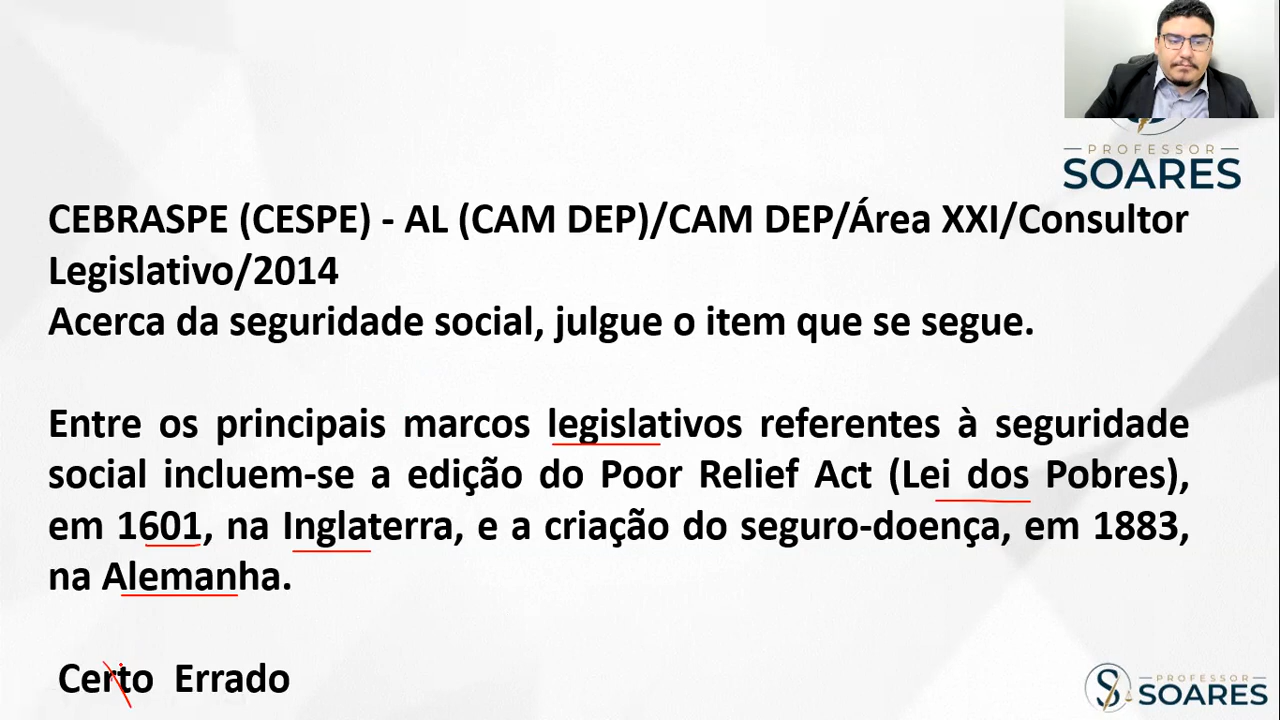 PROFESSOR
SOARES
CEBRASPE (CESPE) - AL (CAM DEP)/CAM DEP/Área XXI/Consultor
Legislativo/2014
Acerca da seguridade social, julgue o item que se segue.
Entre os principais marcos legislativos referentes à seguridade
social incluem-se a edição do Poor Relief Act (Lei dos Pobres),
em 1601, na Inglaterra, e a criação do seguro-doença, em 1883,
na Alemanha.
Certo Errado
S
PROFESSOR
SOARES